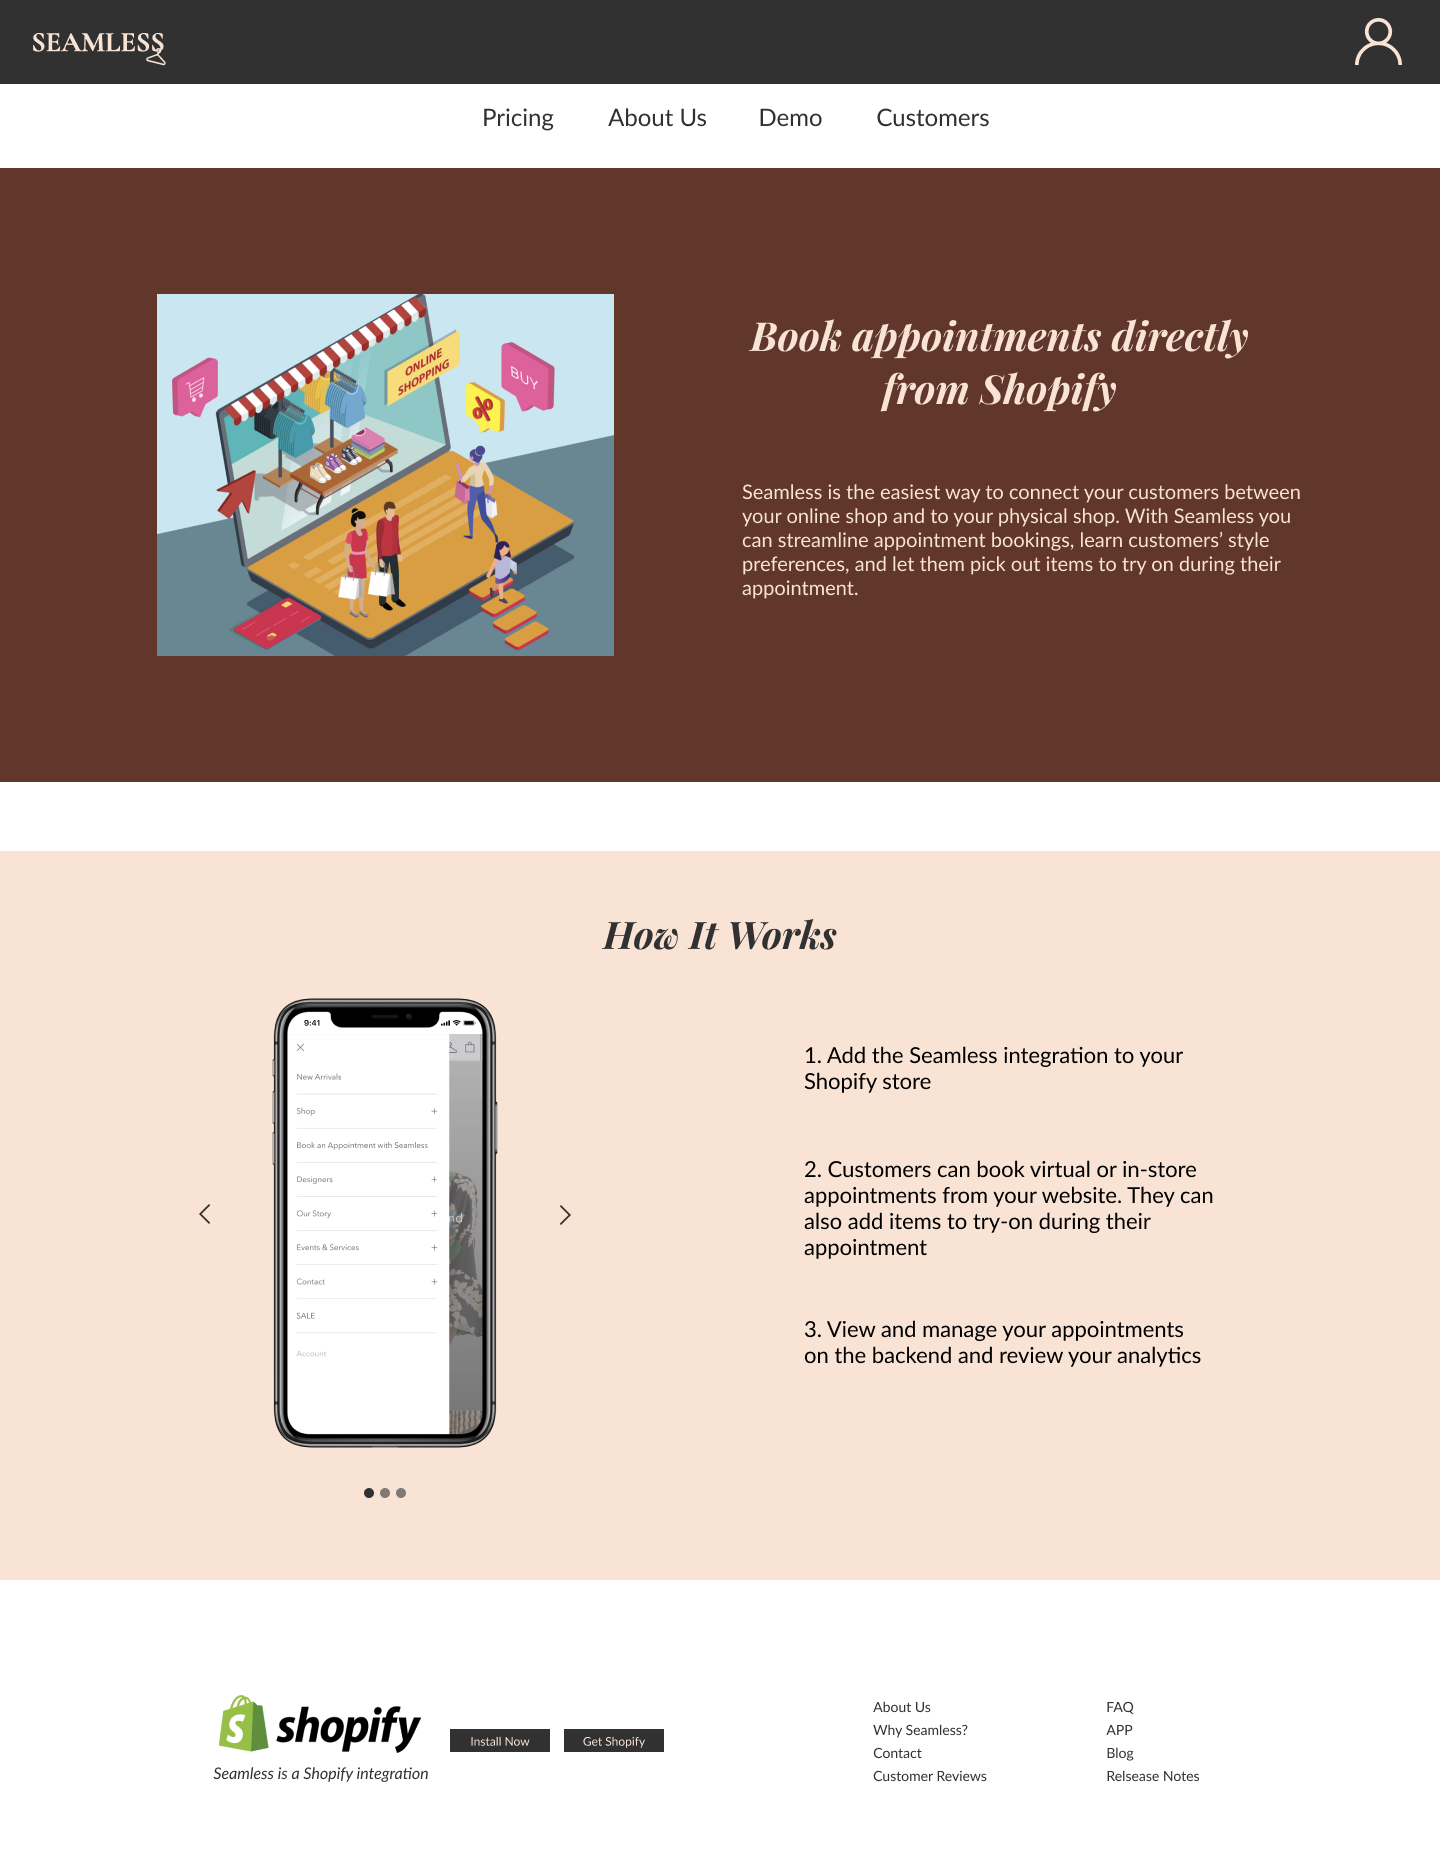 SEAMLESS
Pricing About Us Demo Customers
ONLINE
SHOPPING
BUY
%
Book appointments directly
from Shopify
Seamless is the easiest way to connect your customers between
your online shop and to your physical shop. With Seamless you
can streamline appointment bookings, learn customers’ style
preferences, and let them pick out items to try on during their
appointment.
How It Works
9:41
New Arrivals
Shop +
Book an Appointment with Seamless
Designers +
Our Story +
Events & Services +
Contact +
SALE
Account
nd
1. Add the Seamless integration to your
Shopify store
2. Customers can book virtual or in-store
appointments from your website. They can
also add items to try-on during their
appointment
3. View and manage your appointments
on the backend and review your analytics
shopify
Seamless is a Shopify integration
Install Now
Get Shopify
About Us
Why Seamless?
Contact
Customer Reviews
FAQ
APP
Blog
Relsease Notes